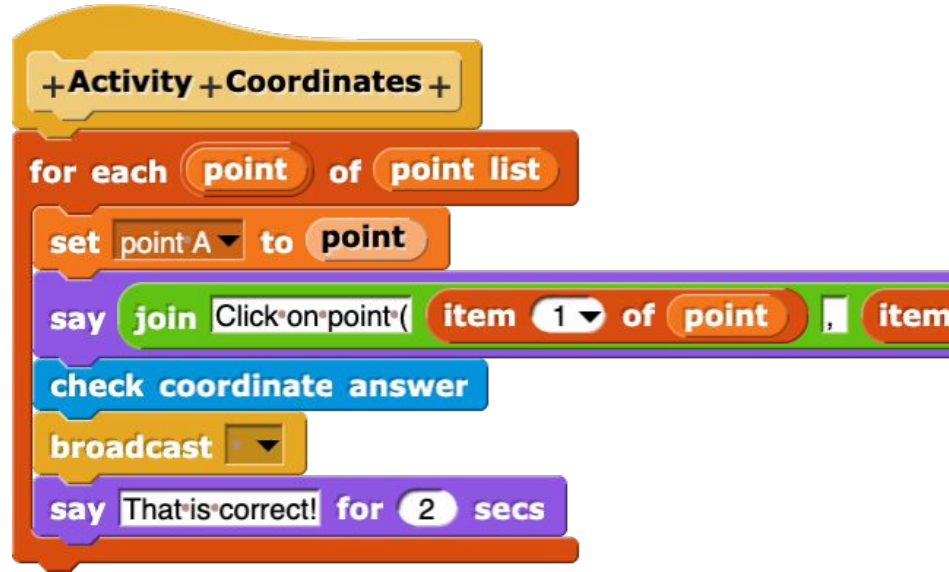 +Activity+Coordinates+
for each point of point list
set point A to point
say join Click on point ( item 1 of point , item
check coordinate answer
broadcast
say That is correct! for 2 secs